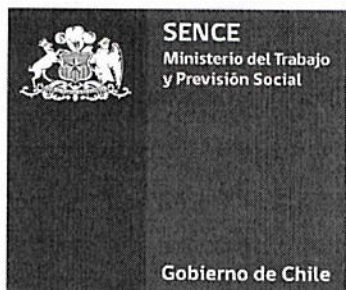 SENCE
Ministerio del Trabajo
y Previsión Social
Gobierno de Chile